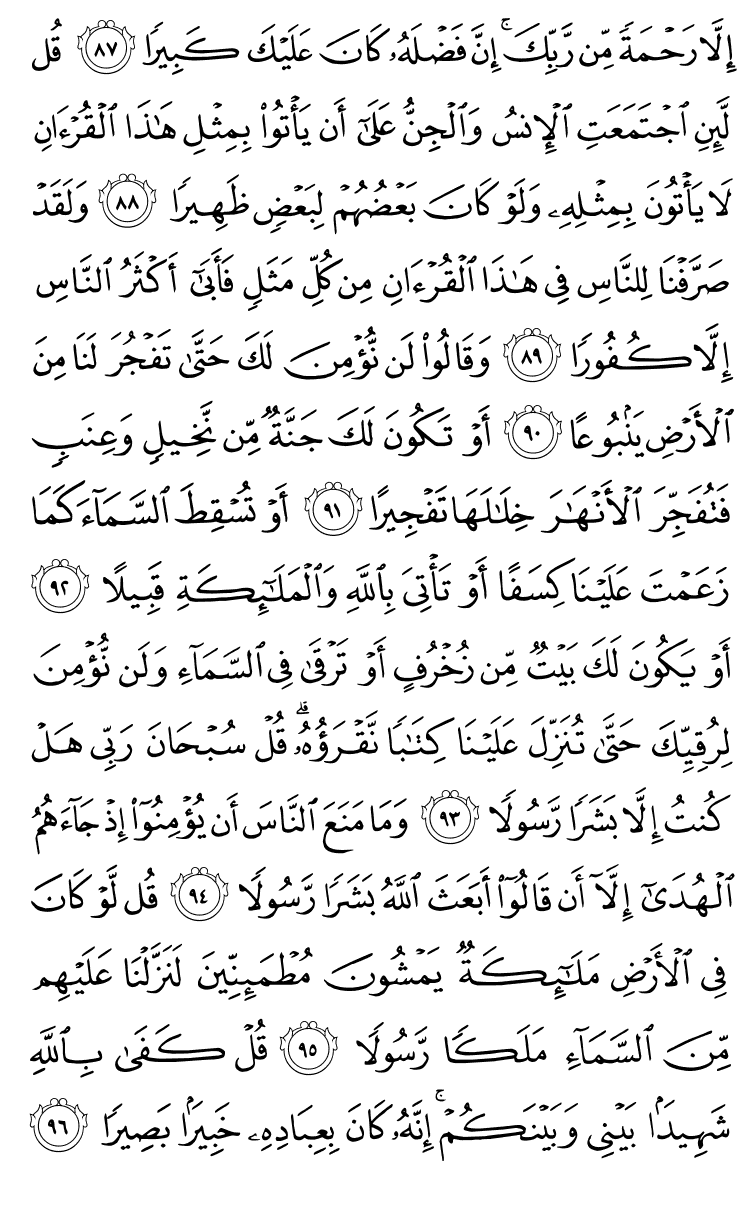 إِلَّا رَحۡمَةٗ مِّن رَّبِّكَۚ إِنَّ فَضۡلَهُۥ كَانَ عَلَيۡكَ كَبِيرٗا ٨٧ قُل
لَّئِنِ ٱجۡتَمَعَتِ ٱلۡإِنسُ وَٱلۡجِنُّ عَلَىٰٓ أَن يَأۡتُواْ بِمِثۡلِ هَٰذَا ٱلۡقُرۡءَانِ
لَا يَأۡتُونَ بِمِثۡلِهِۦ وَلَوۡ كَانَ بَعۡضُهُمۡ لِبَعۡضٖ ظَهِيرٗا ٨٨ وَلَقَدۡ
صَرَّفۡنَا لِلنَّاسِ فِي هَٰذَا ٱلۡقُرۡءَانِ مِن كُلِّ مَثَلٖ فَأَبَىٰٓ أَكۡثَرُ ٱلنَّاسِ
إِلَّا كُفُورٗا ٨٩ وَقَالُواْ لَن نُّؤۡمِنَ لَكَ حَتَّىٰ تَفۡجُرَ لَنَا مِنَ
ٱلۡأَرۡضِ يَنۢبُوعًا ٩٠ أَوۡ تَكُونَ لَكَ جَنَّةٞ مِّن نَّخِيلٖ وَعِنَبٖ
فَتُفَجِّرَ ٱلۡأَنۡهَٰرَ خِلَٰلَهَا تَفۡجِيرًا ٩١ أَوۡ تُسۡقِطَ ٱلسَّمَآءَ كَمَا
زَعَمۡتَ عَلَيۡنَا كِسَفًا أَوۡ تَأۡتِيَ بِٱللَّهِ وَٱلۡمَلَٰٓئِكَةِ قَبِيلًا ٩٢
أَوۡ يَكُونَ لَكَ بَيۡتٞ مِّن زُخۡرُفٍ أَوۡ تَرۡقَىٰ فِي ٱلسَّمَآءِ وَلَن نُّؤۡمِنَ
لِرُقِيِّكَ حَتَّىٰ تُنَزِّلَ عَلَيۡنَا كِتَٰبٗا نَّقۡرَؤُهُۥۗ قُلۡ سُبۡحَانَ رَبِّي هَلۡ
كُنتُ إِلَّا بَشَرٗا رَّسُولٗا ٩٣ وَمَا مَنَعَ ٱلنَّاسَ أَن يُؤۡمِنُوٓاْ إِذۡ جَآءَهُمُ
ٱلۡهُدَىٰٓ إِلَّآ أَن قَالُوٓاْ أَبَعَثَ ٱللَّهُ بَشَرٗا رَّسُولٗا ٩٤ قُل لَّوۡ كَانَ
فِي ٱلۡأَرۡضِ مَلَٰٓئِكَةٞ يَمۡشُونَ مُطۡمَئِنِّينَ لَنَزَّلۡنَا عَلَيۡهِم
مِّنَ ٱلسَّمَآءِ مَلَكٗا رَّسُولٗا ٩٥ قُلۡ كَفَىٰ بِٱللَّهِ
شَهِيدَۢا بَيۡنِي وَبَيۡنَكُمۡۚ إِنَّهُۥ كَانَ بِعِبَادِهِۦ خَبِيرَۢا بَصِيرٗا ٩٦